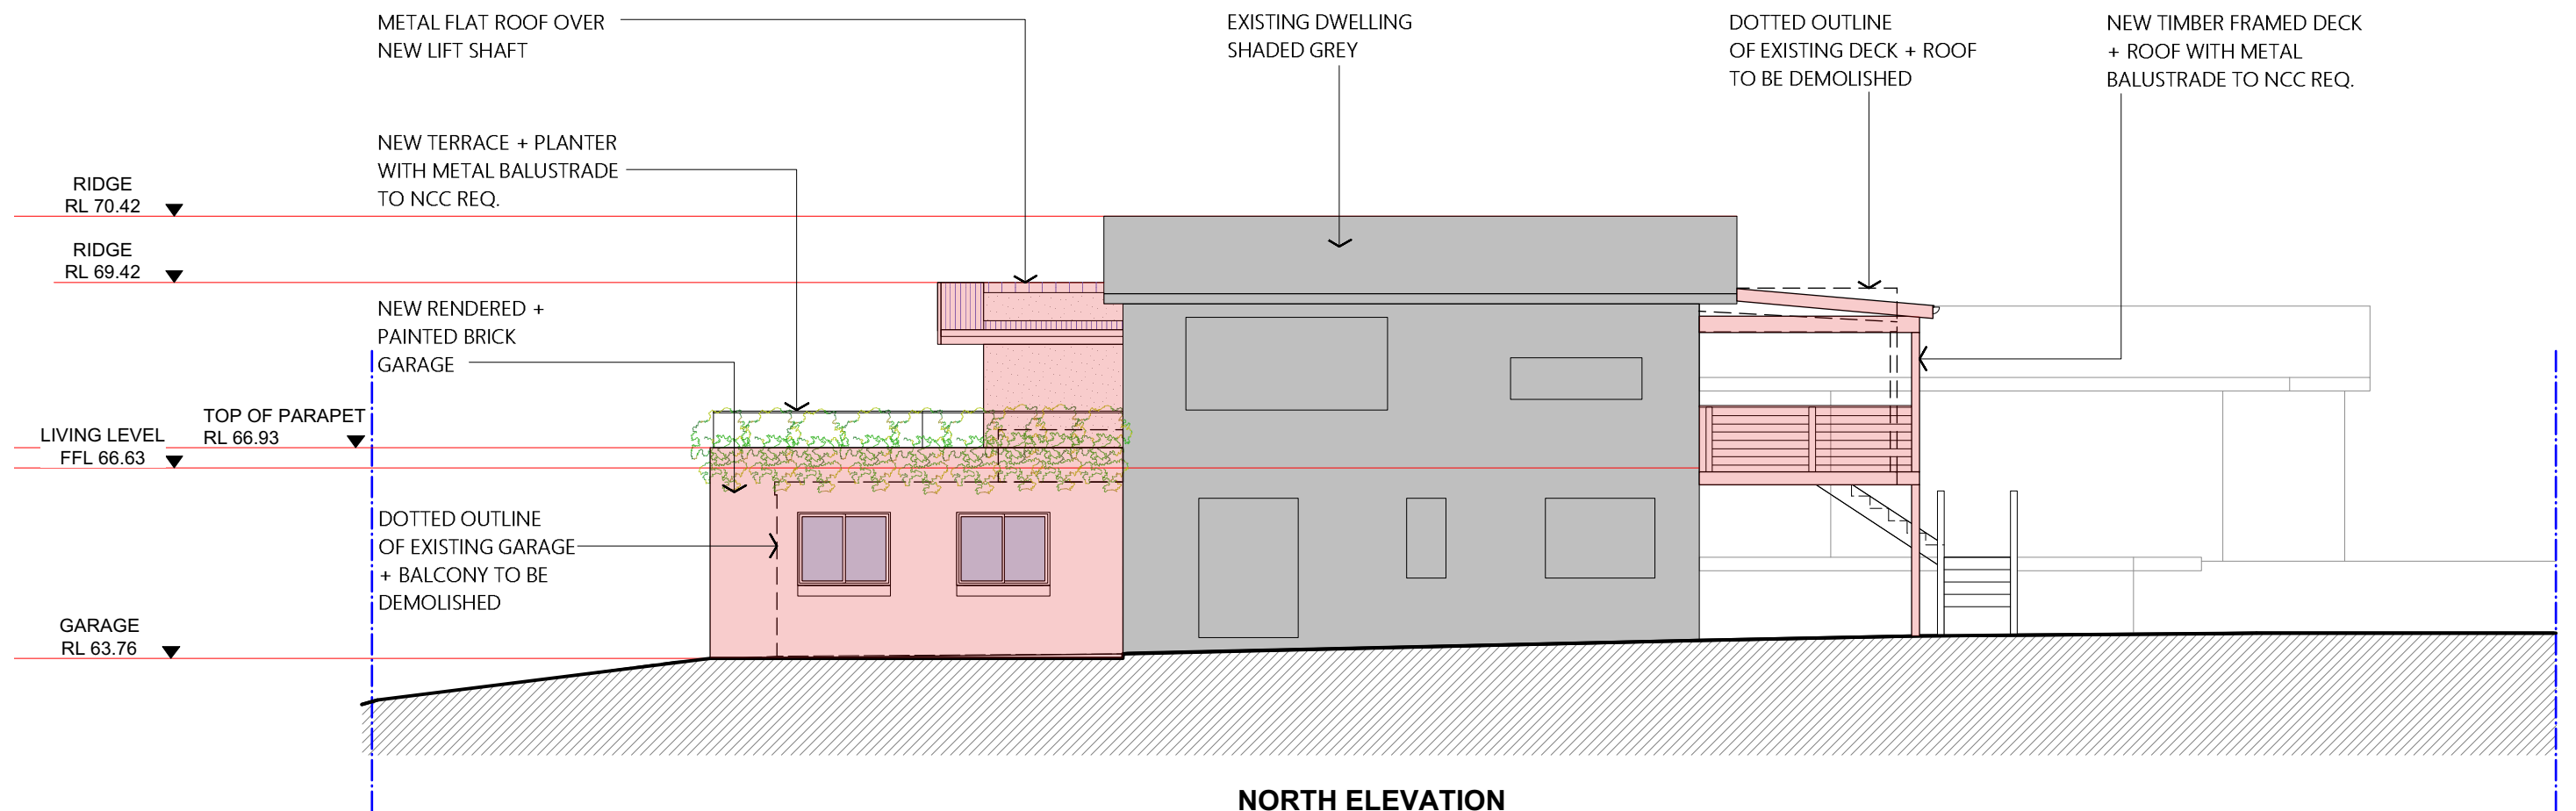 METAL FLAT ROOF OVER
NEW LIFT SHAFT
EXISTING DWELLING
SHADED GREY
DOTTED OUTLINE
OF EXISTING DECK + ROOF
TO BE DEMOLISHED
NEW TIMBER FRAMED DECK
+ ROOF WITH METAL
BALUSTRADE TO NCC REQ.
NEW TERRACE + PLANTER
WITH METAL BALUSTRADE
TO NCC REQ.
RIDGE
RL 70.42
RIDGE
RL 69.42
NEW RENDERED +
PAINTED BRICK
GARAGE
TOP OF PARAPET
RL 66.93
LIVING LEVEL
FFL 66.63
DOTTED OUTLINE
OF EXISTING GARAGE
+ BALCONY TO BE
DEMOLISHED
GARAGE
RL 63.76
NORTH ELEVATION